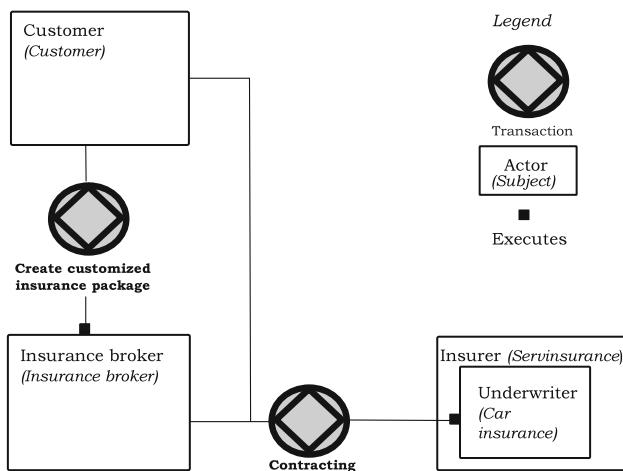 Customer
(Customer)
Legend
Transaction
Actor
(Subject)
Executes
Create customized
insurance package
Insurance broker
(Insurance broker)
Insurer (Servinsurance)
Underwriter
(Car
insurance)
Contracting